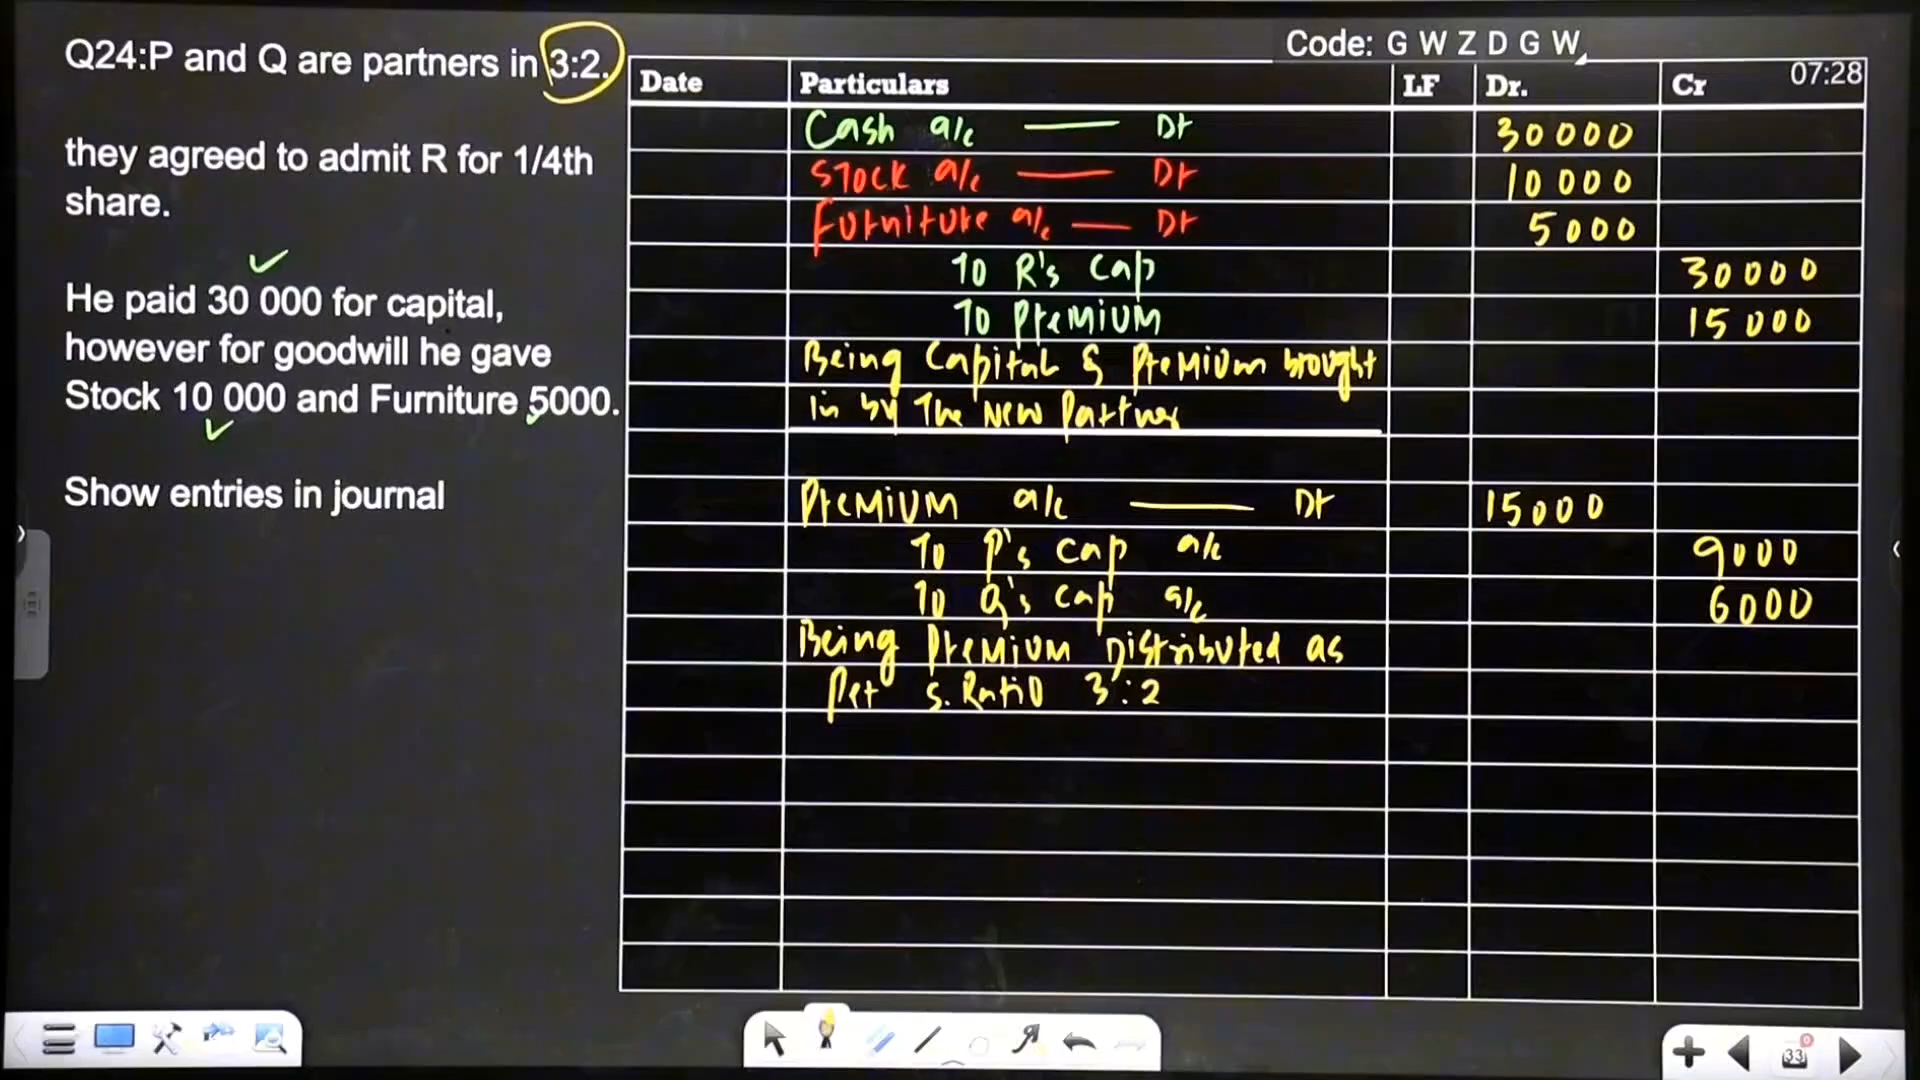 Code: G W Z D G W
07:28
Q24:P and Q are partners in 3:2.
they agreed to admit R for 1/4th
share.
He paid 30 000 for capital,
however for goodwill he gave
Stock 10 000 and Furniture 5000.
Show entries in journal
Date Particulars LF Dr. Cr
Cash a/c Dr 30000
Stock a/c Dr 10000
Furniture a/c Dr 5000
To R's Cap 30000
To Premium 15000
Being Capital & Premium brought
in by The New Partner
Premium a/c Dr 15000
To P's Cap a/c 9000
To Q's Cap a/c 6000
Being Premium Distributed as
Per S. Ratio 3:2
33
0